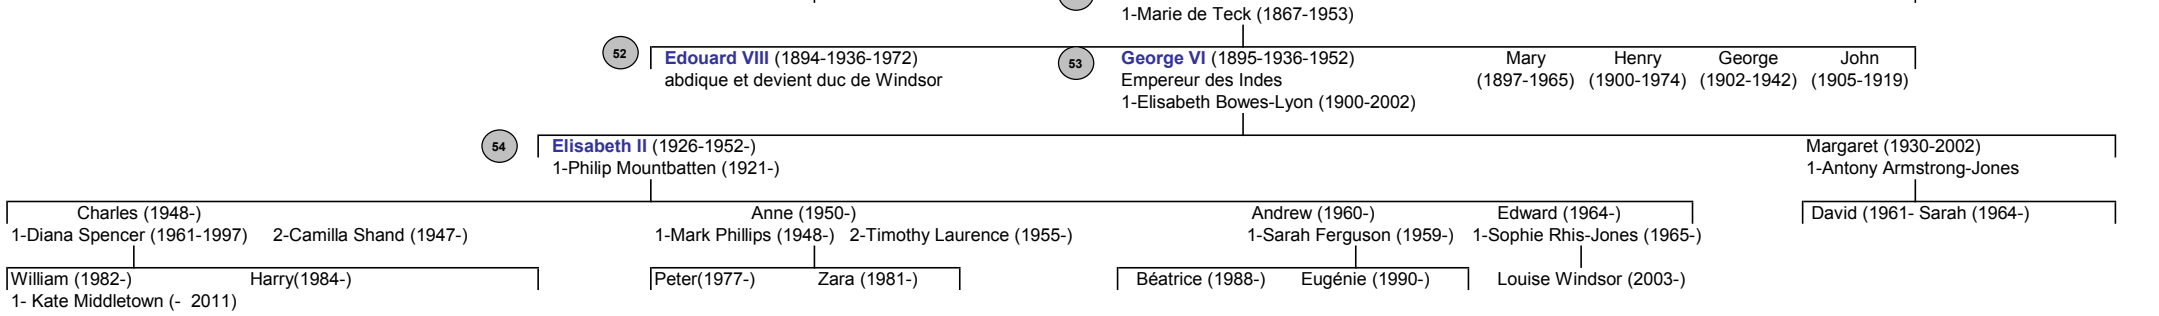 1-Marie de Teck (1867-1953)
52 Edouard VIII (1894-1936-1972) 53 George VI (1895-1936-1952) Mary Henry George John
abdique et devient duc de Windsor Empereur des Indes (1897-1965) (1900-1974) (1902-1942) (1905-1919)
1-Elisabeth Bowes-Lyon (1900-2002)
54 Elisabeth II (1926-1952-) Margaret (1930-2002)
1-Philip Mountbatten (1921-) 1-Antony Armstrong-Jones
Charles (1948-) Anne (1950-) Andrew (1960-) Edward (1964-) David (1961- Sarah (1964-)
1-Diana Spencer (1961-1997) 2-Camilla Shand (1947-) 1-Mark Phillips (1948-) 2-Timothy Laurence (1955-) 1-Sarah Ferguson (1959-) 1-Sophie Rhis-Jones (1965-)
William (1982-) Harry(1984-) Peter(1977-) Zara (1981-) Béatrice (1988-) Eugénie (1990-) Louise Windsor (2003-)
1- Kate Middletown (- 2011)